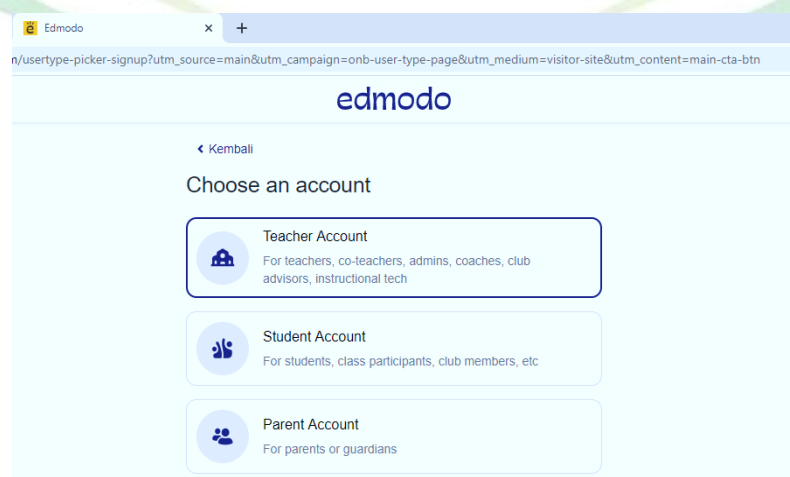 Edmodo
n/usertype-picker-signup?utm_source=main&utm_campaign=onb-user-type-page&utm_medium=visitor-site&utm_content=main-cta-btn
edmodo
Kembali
Choose an account
Teacher Account
For teachers, co-teachers, admins, coaches, club
advisors, instructional tech
Student Account
For students, class participants, club members, etc
Parent Account
For parents or guardians